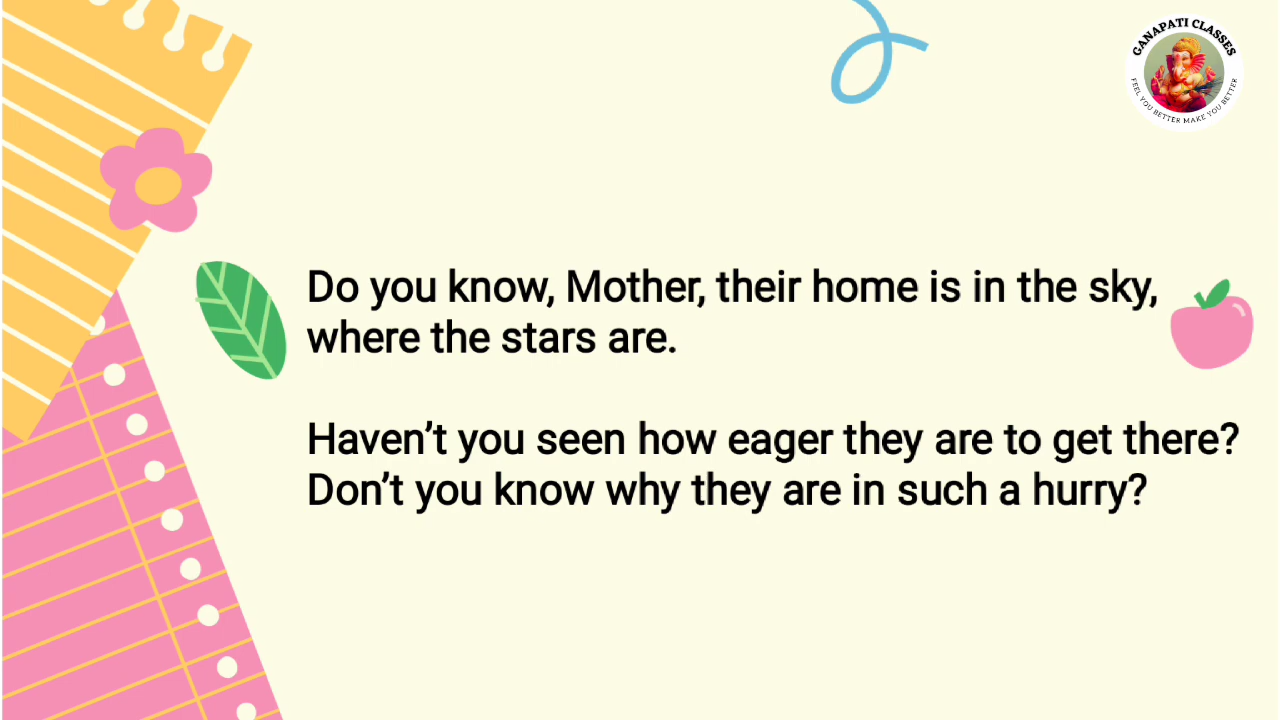 GANAPATI CLASSES
FEEL YOU BETTER MAKE YOU BETTER
Do you know, Mother, their home is in the sky,
where the stars are.
Haven’t you seen how eager they are to get there?
Don’t you know why they are in such a hurry?